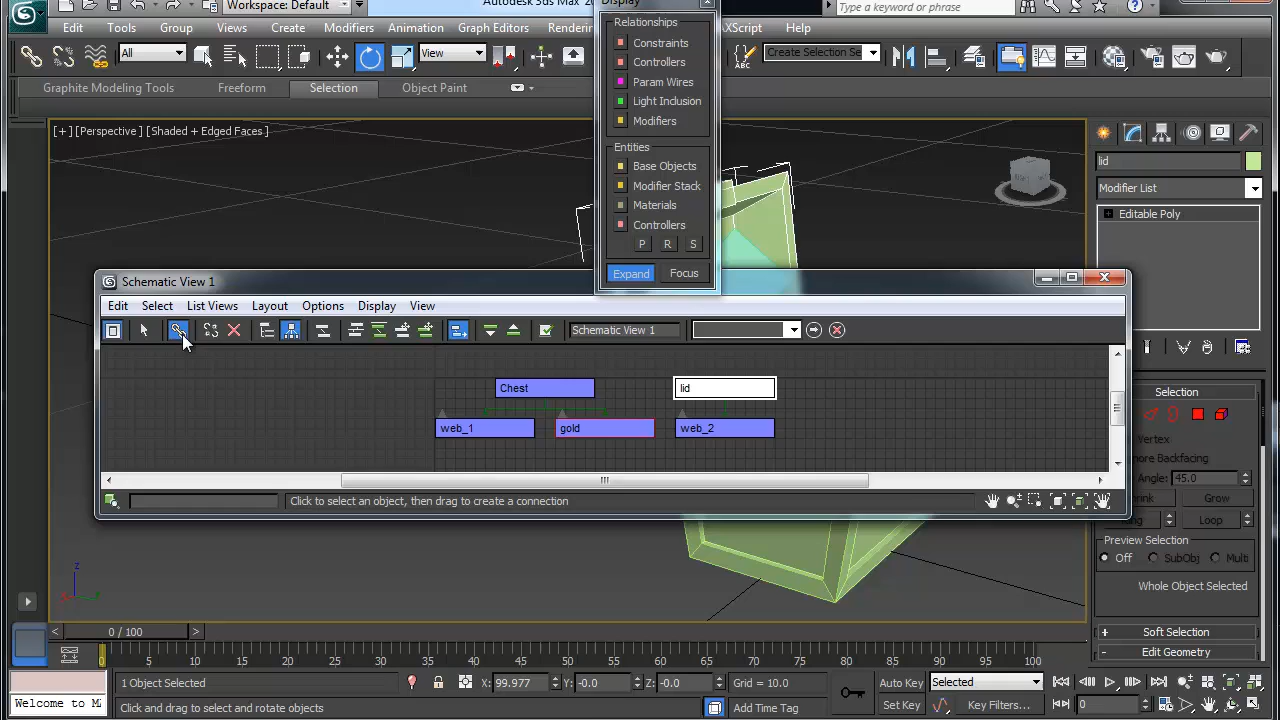 Workspace: Default
Autodesk 3ds Max
Display
Type a keyword or phrase
Edit Tools Group Views Create Modifiers Animation Graph Editors Rendering AXScript Help
All
View
Create Selection Se
Graphite Modeling Tools Freeform Selection Object Paint
[+] [Perspective] [Shaded + Edged Faces]
Relationships
Constraints
Controllers
Param Wires
Light Inclusion
Modifiers
Entities
Base Objects
Modifier Stack
Materials
Controllers
P R S
Expand Focus
lid
Modifier List
Editable Poly
Schematic View 1
Edit Select List Views Layout Options Display View
Schematic View 1
Chest lid
web_1 gold web_2
Click to select an object, then drag to create a connection
Selection
Vertex
nore Backfacing
Angle: 45.0
hrink Grow
Loop
Preview Selection
Off SubObj Multi
Whole Object Selected
+ Soft Selection
- Edit Geometry
z
0 / 100
0 5 10 15 20 25 30 35 40 45 50 55 60 65 70 75 80 85 90 95 100
1 Object Selected X: 99.977 Y: -0.0 Z: -0.0 Grid = 10.0 Auto Key Selected
Welcome to M Click and drag to select and rotate objects Add Time Tag Set Key Key Filters... 0